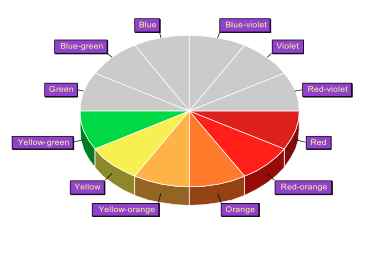 Blue
Blue-violet
Blue-green
Violet
Green
Red-violet
Yellow-green
Red
Yellow
Red-orange
Yellow-orange
Orange